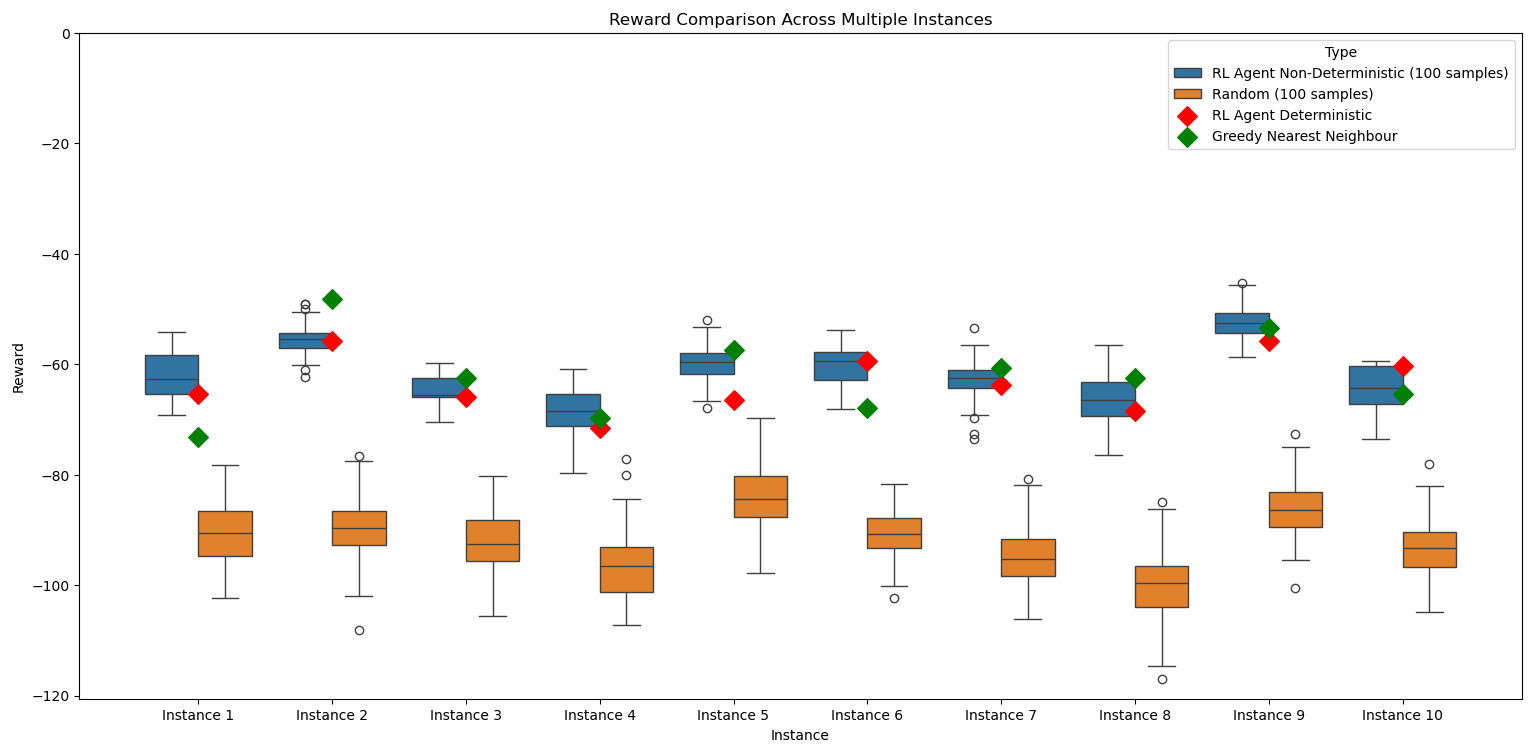 Reward Comparison Across Multiple Instances
Type
RL Agent Non-Deterministic (100 samples)
Random (100 samples)
RL Agent Deterministic
Greedy Nearest Neighbour
Reward
0
−20
−40
−60
−80
−100
−120
Instance 1
Instance 2
Instance 3
Instance 4
Instance 5
Instance 6
Instance 7
Instance 8
Instance 9
Instance 10
Instance